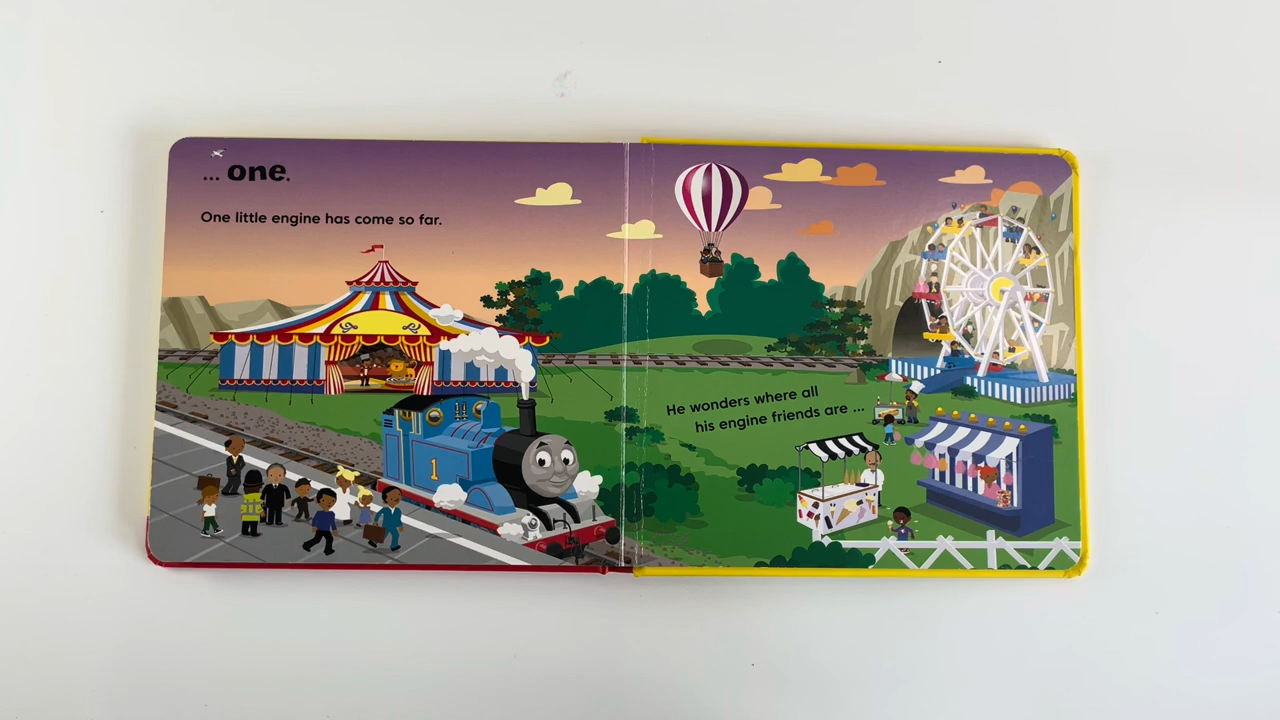 ... one.
One little engine has come so far.
1
He wonders where all
his engine friends are ...